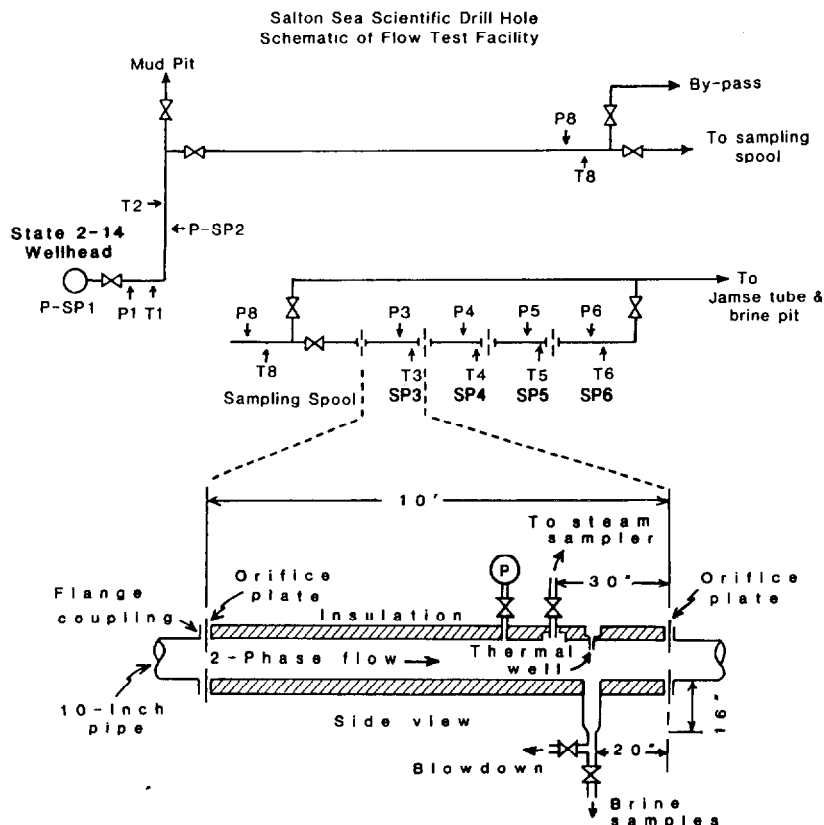 Salton Sea Scientific Drill Hole
Schematic of Flow Test Facility
Mud Pit
By-pass
P8
To sampling
spool
T8
T2
P-SP2
State 2-14
Wellhead
P-SP1
P1
T1
To
Jamse tube &
brine pit
P8
P3
P4
P5
P6
T8
T3
T4
T5
T6
Sampling Spool
SP3
SP4
SP5
SP6
10'
To steam
sampler
P
30"
Orifice
plate
Flange
coupling
Orifice
plate
Insulation
2-Phase flow
Thermal
well
10-Inch
pipe
Side view
16"
20"
Blowdown
Brine
samples